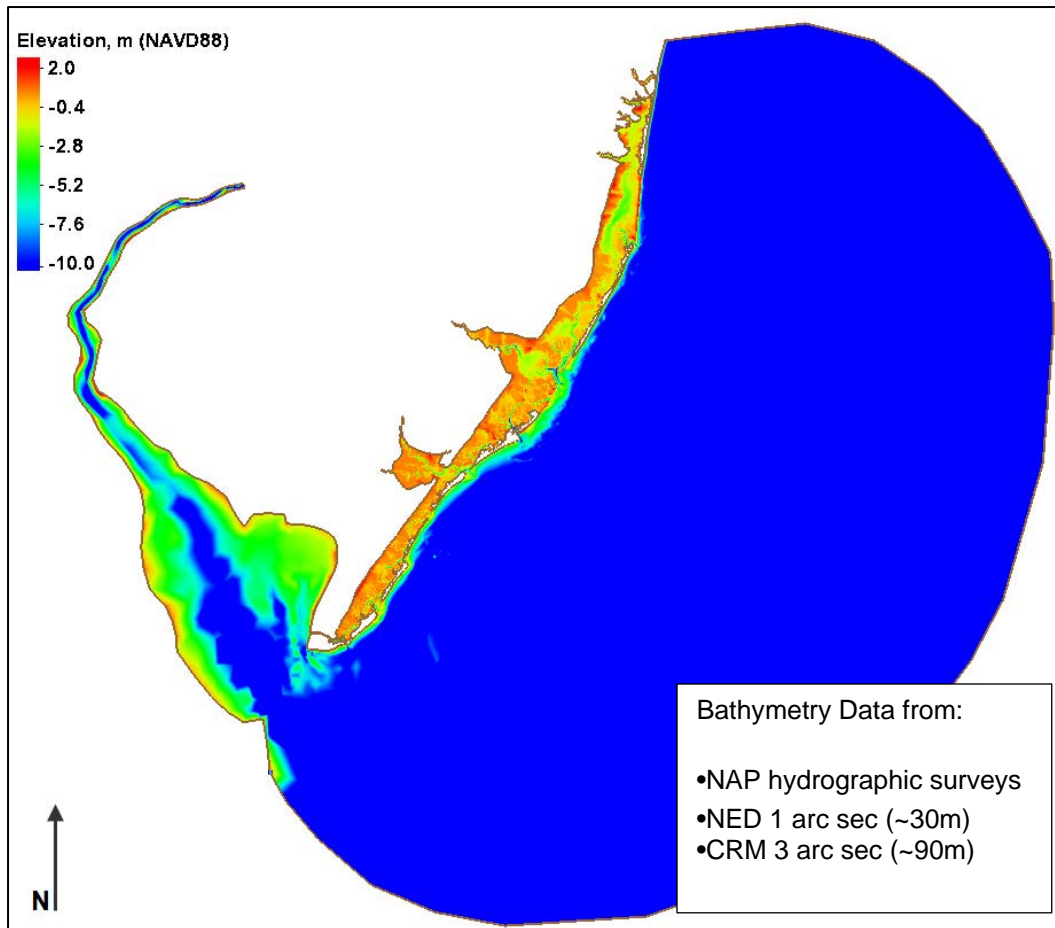 Elevation, m (NAVD88)
2.0
-0.4
-2.8
-5.2
-7.6
-10.0
Bathymetry Data from:
•NAP hydrographic surveys
•NED 1 arc sec (~30m)
•CRM 3 arc sec (~90m)
N